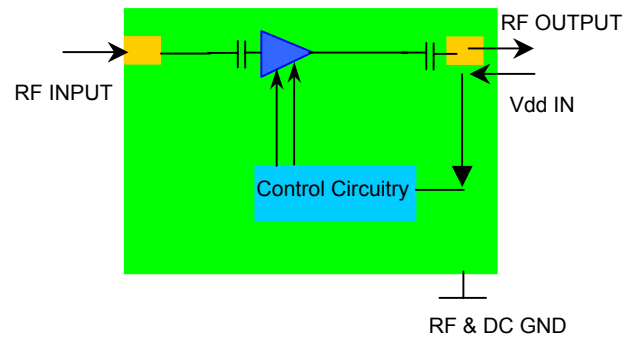 RF OUTPUT
RF INPUT
Vdd IN
Control Circuitry
RF & DC GND